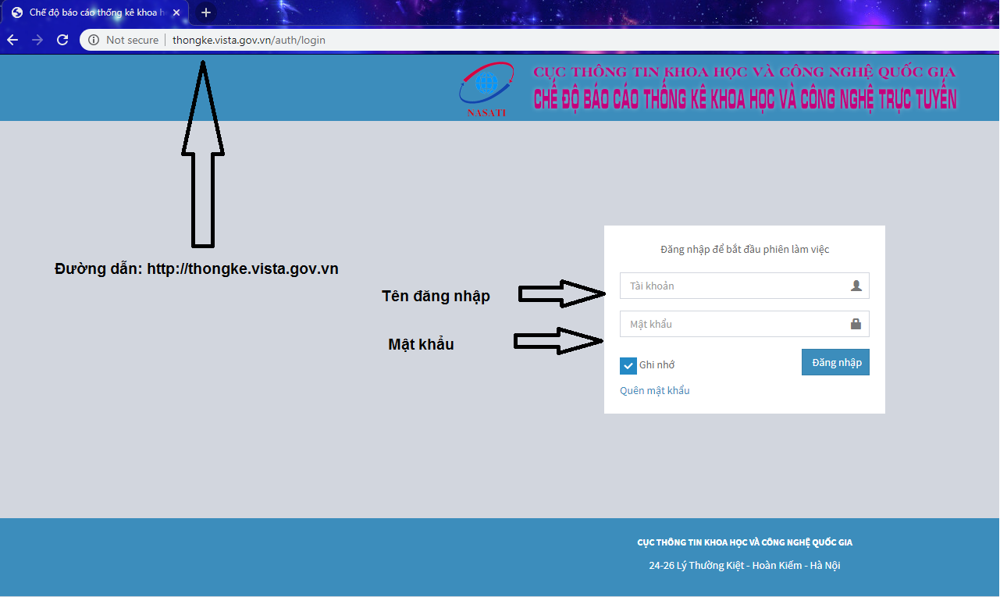 Chế độ báo cáo thống kê khoa h
Not secure
thongke.vista.gov.vn/auth/login
NASATI
CỤC THÔNG TIN KHOA HỌC VÀ CÔNG NGHỆ QUỐC GIA
CHẾ ĐỘ BÁO CÁO THỐNG KÊ KHOA HỌC VÀ CÔNG NGHỆ TRỰC TUYẾN
Đường dẫn: http://thongke.vista.gov.vn
Đăng nhập để bắt đầu phiên làm việc
Tên đăng nhập
Tài khoản
Mật khẩu
Mật khẩu
Ghi nhớ
Đăng nhập
Quên mật khẩu
CỤC THÔNG TIN KHOA HỌC VÀ CÔNG NGHỆ QUỐC GIA
24-26 Lý Thường Kiệt - Hoàn Kiếm - Hà Nội